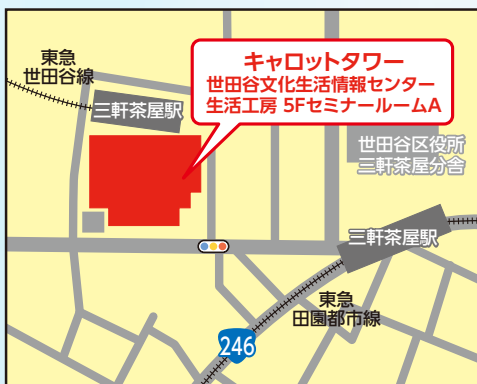 東急
世田谷線
キャロットタワー
世田谷文化生活情報センター
生活工房 5FセミナールームA
三軒茶屋駅
世田谷区役所
三軒茶屋分舎
三軒茶屋駅
東急
田園都市線
246